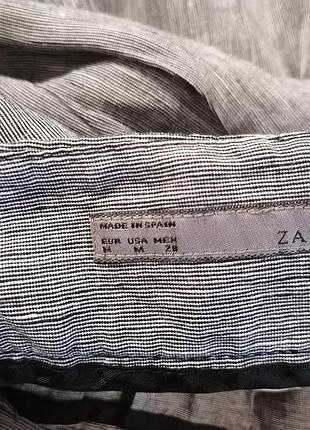 MADE IN SPAIN
EUR USA MEX
M M 28
ZA